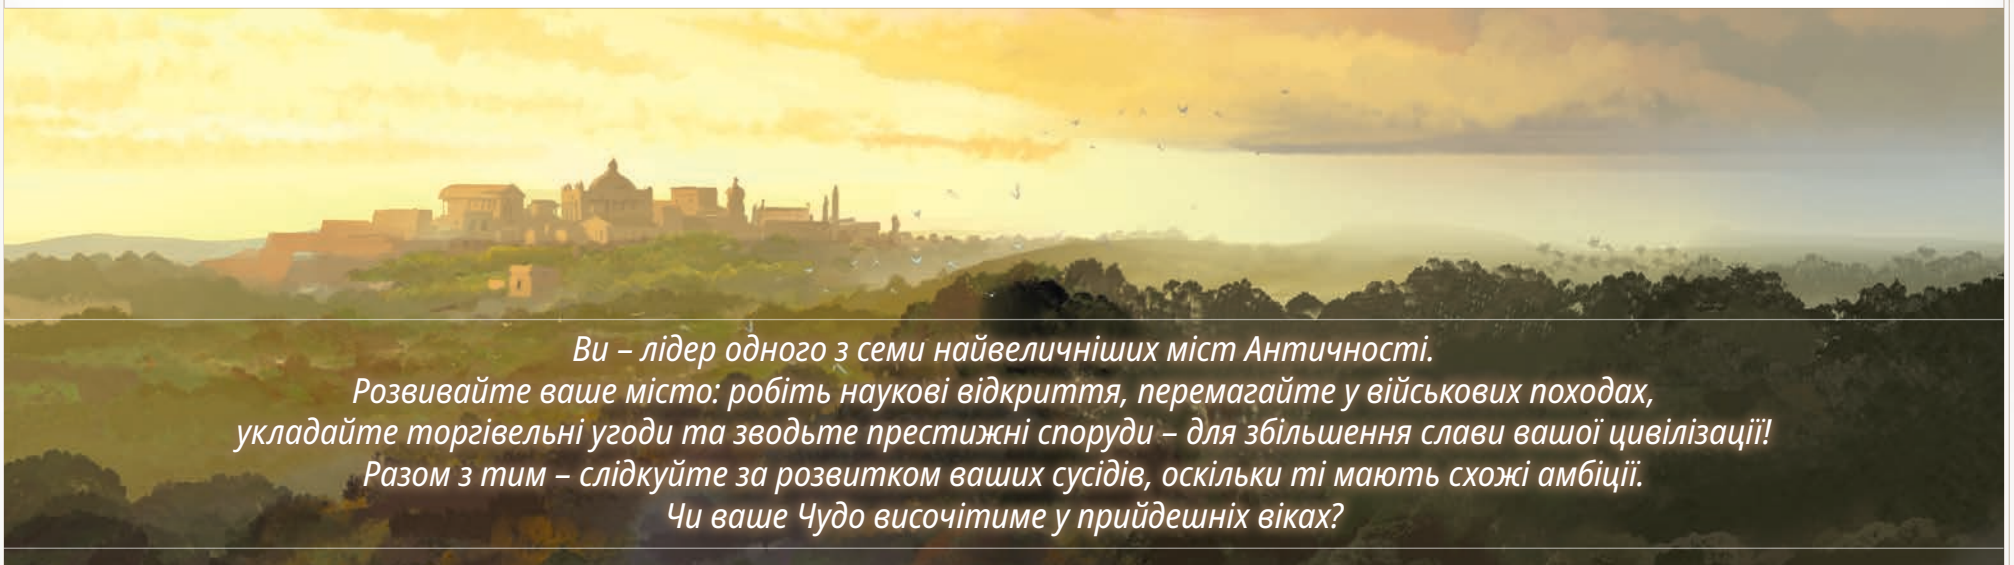 Ви – лідер одного з семи найвеличніших міст Античності.
Розвивайте ваше місто: робіть наукові відкриття, перемагайте у військових походах,
укладайте торгівельні угоди та зводьте престижні споруди – для збільшення слави вашої цивілізації!
Разом з тим – слідкуйте за розвитком ваших сусідів, оскільки ті мають схожі амбіції.
Чи ваше Чудо височітиме у прийдешніх віках?